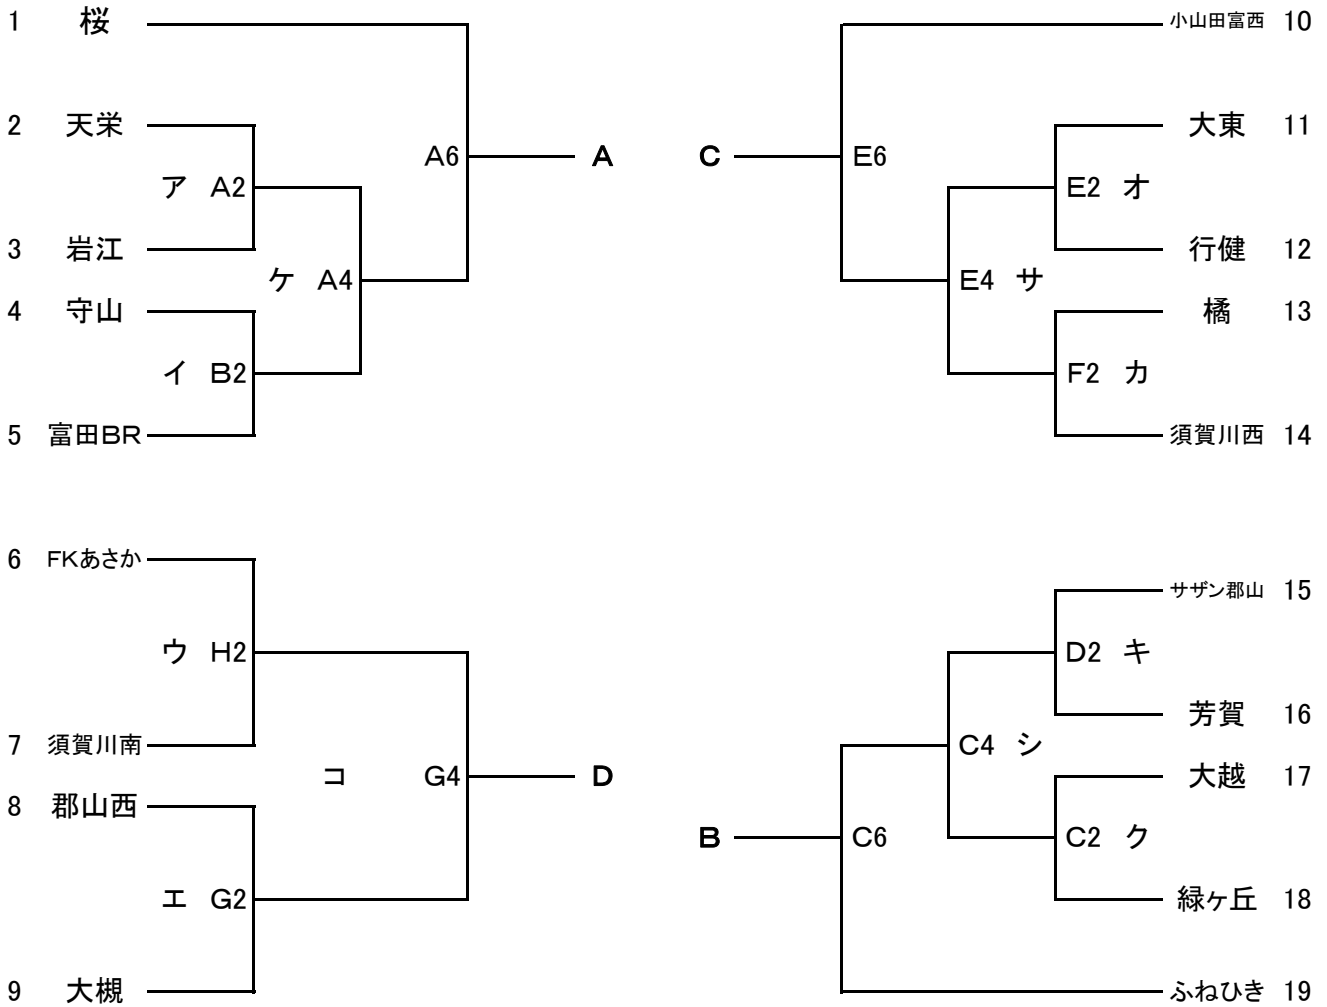 1 桜
2 天栄
A6 A
ア A2
3 岩江
ケ A4
4 守山
イ B2
5 富田BR
6 FKあさか
ウ H2
7 須賀川南
コ G4 D
8 郡山西
エ G2
9 大槻
小山田富西 10
大東 11
C E6
E2 オ
行健 12
E4 サ
橘 13
F2 カ
須賀川西 14
サザン郡山 15
D2 キ
芳賀 16
C4 シ
大越 17
B C6
C2 ク
緑ヶ丘 18
ふねひき 19